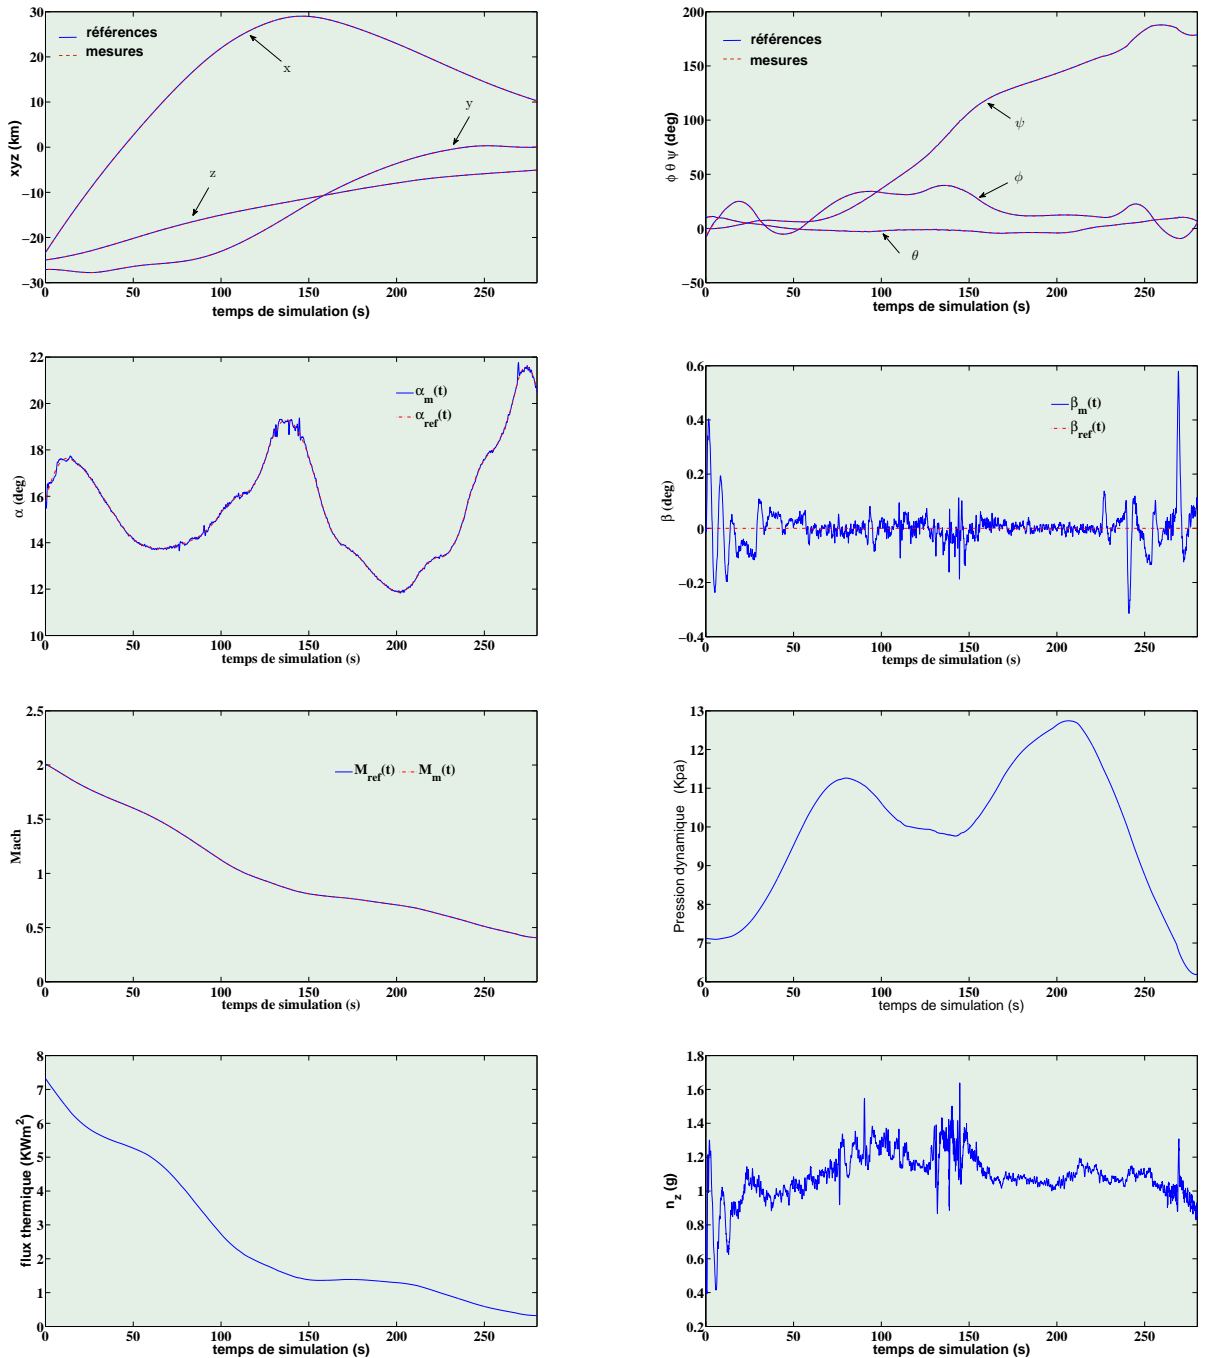 30
20
10
0
−10
−20
−30
0 50 100 150 200 250
xyz (km)
temps de simulation (s)
références
mesures
x
y
z
200
150
100
50
0
−50
0 50 100 150 200 250
ϕ θ ψ (deg)
temps de simulation (s)
références
mesures
ψ
ϕ
θ
22
20
18
16
14
12
10
0 50 100 150 200 250
α (deg)
temps de simulation (s)
α_m(t)
α_ref(t)
0.6
0.4
0.2
0
−0.2
−0.4
0 50 100 150 200 250
β (deg)
temps de simulation (s)
β_m(t)
β_ref(t)
2.5
2
1.5
1
0.5
0
0 50 100 150 200 250
Mach
temps de simulation (s)
M_ref(t) M_m(t)
13
12
11
10
9
8
7
6
0 50 100 150 200 250
Pression dynamique (Kpa)
temps de simulation (s)
8
7
6
5
4
3
2
1
0
0 50 100 150 200 250
flux thermique (KWm²)
temps de simulation (s)
1.8
1.6
1.4
1.2
1
0.8
0.6
0.4
0.2
0 50 100 150 200 250
n_z (g)
temps de simulation (s)